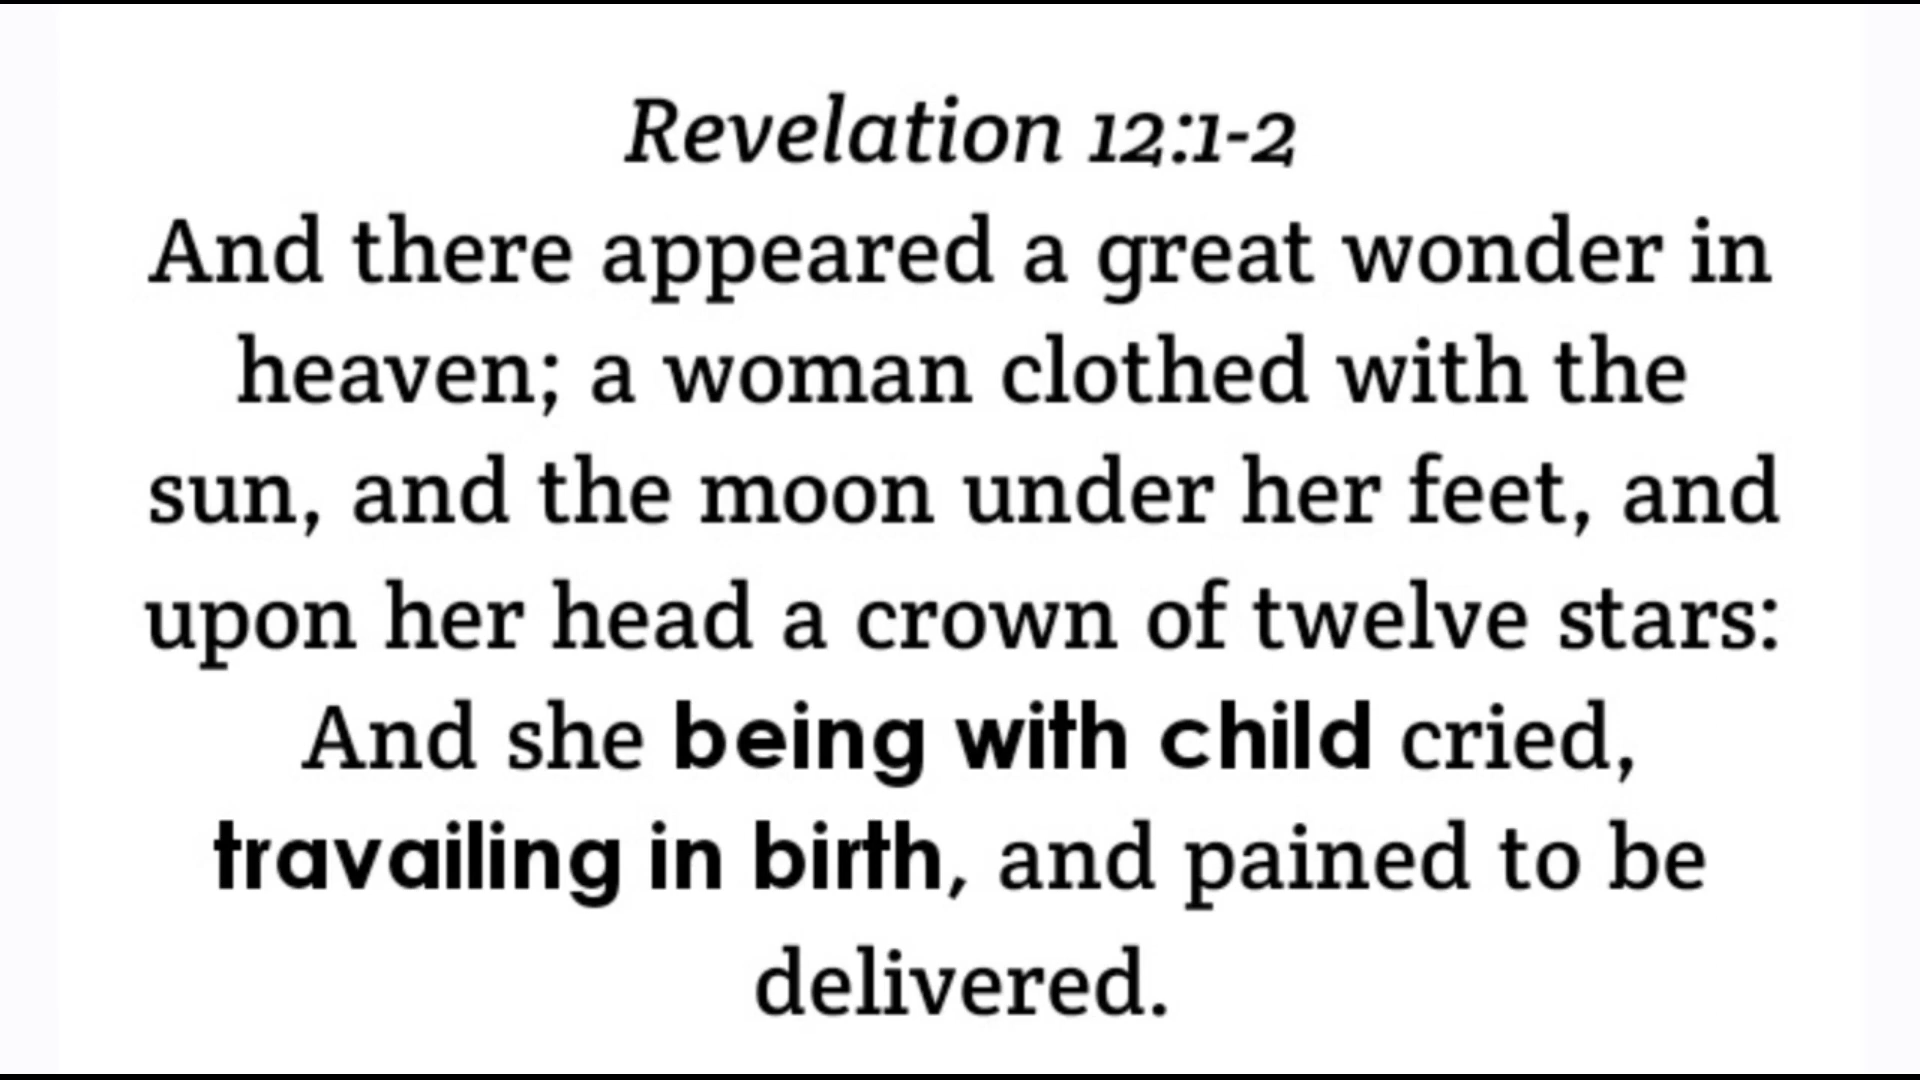 Revelation 12:1-2
And there appeared a great wonder in
heaven; a woman clothed with the
sun, and the moon under her feet, and
upon her head a crown of twelve stars:
And she being with child cried,
travailing in birth, and pained to be
delivered.